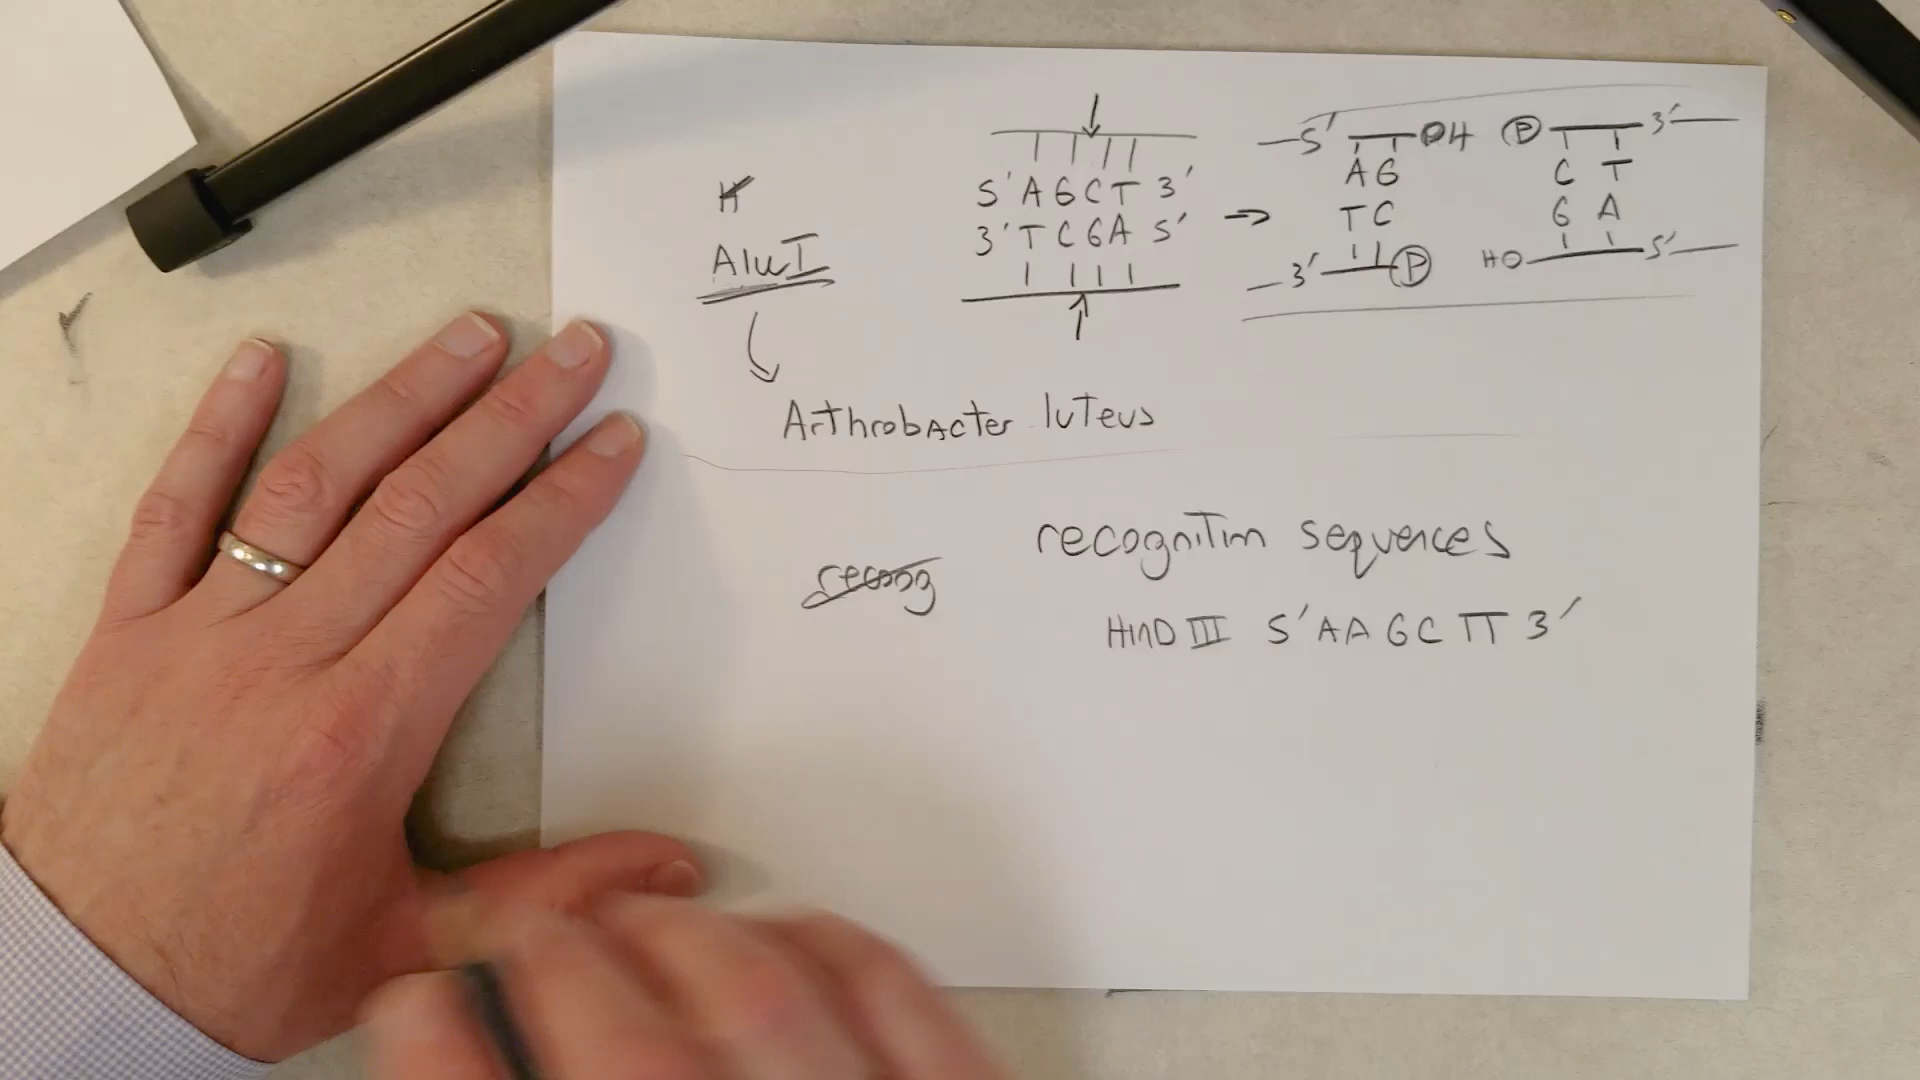 5' AGCT 3'
3' TCGA 5'
→
5' OH P 3'
AG C T
TC G A
3' P HO 5'
AluI
Arthrobacter luteus
recognition sequences
recog
HIND III 5' AAGCTT 3'